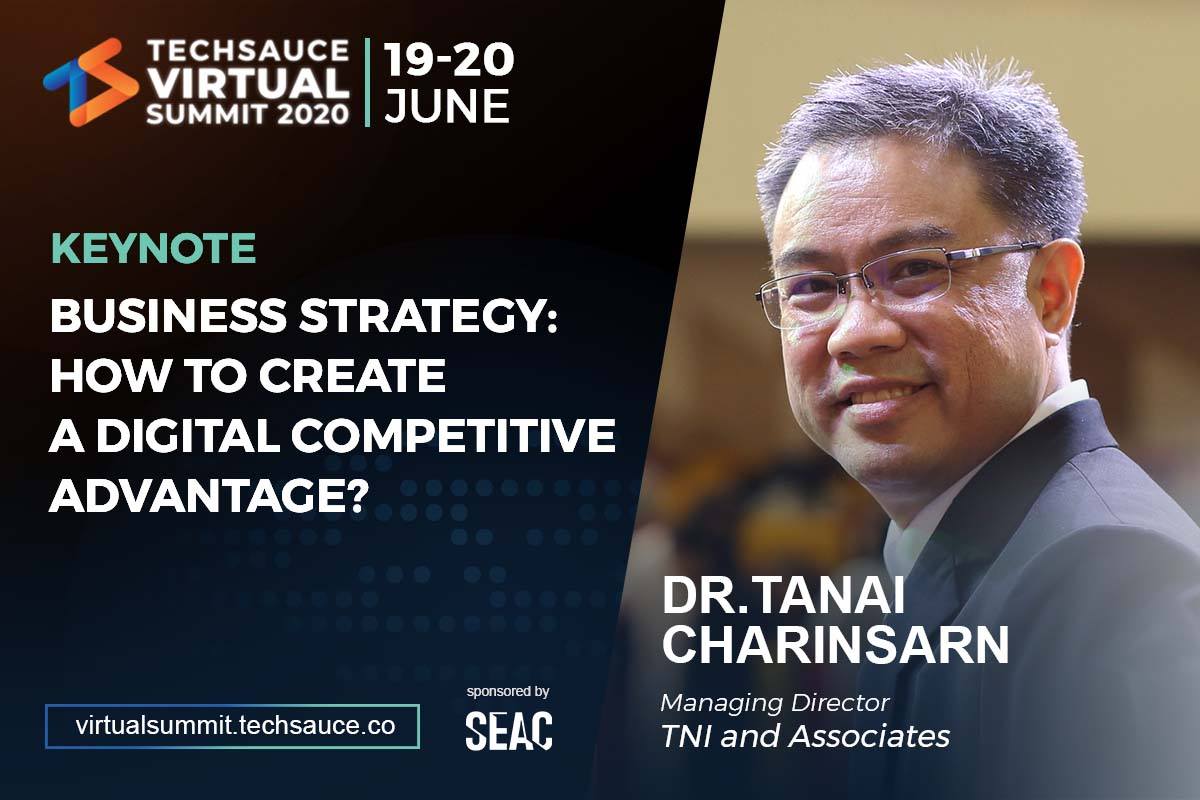 TECHSAUCE
VIRTUAL
SUMMIT 2020
19-20
JUNE
KEYNOTE
BUSINESS STRATEGY:
HOW TO CREATE
A DIGITAL COMPETITIVE
ADVANTAGE?
DR.TANAI
CHARINSARN
Managing Director
TNI and Associates
virtualsummit.techsauce.co
sponsored by
SEAC